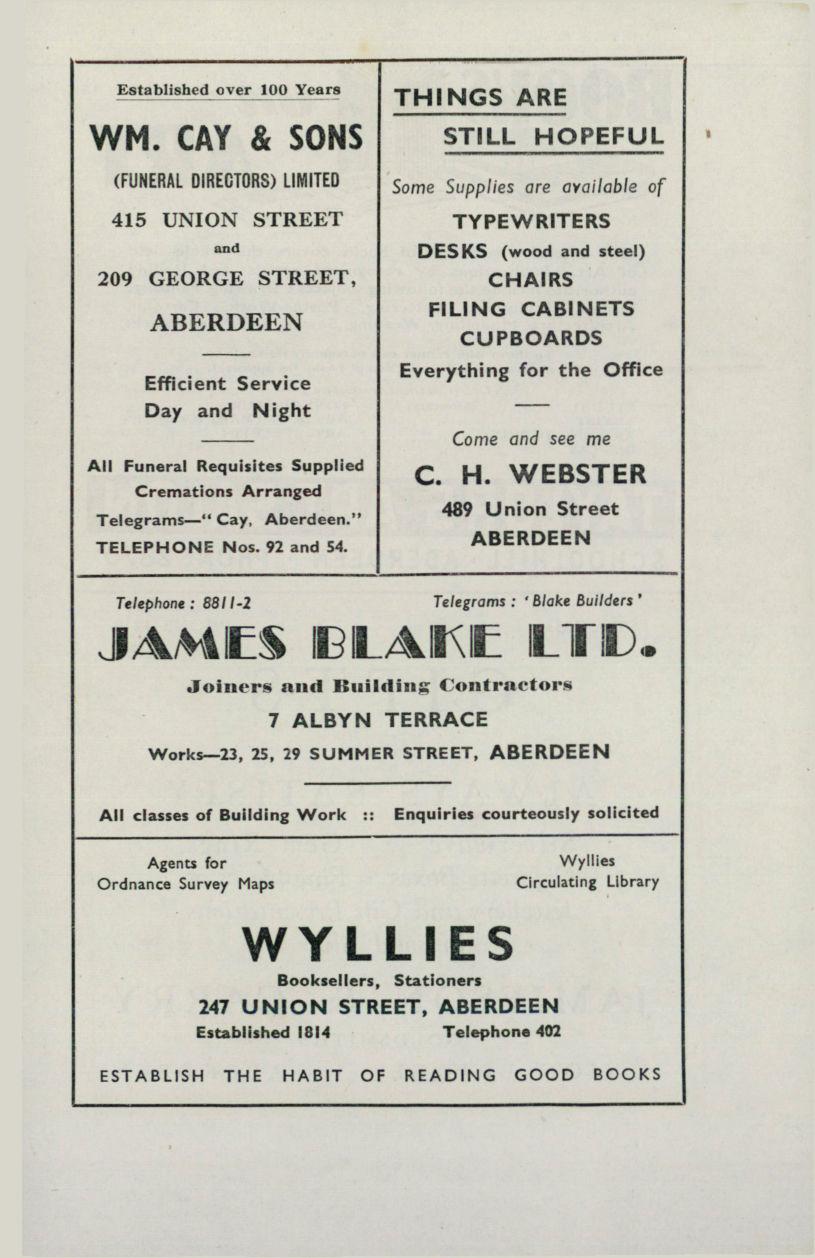 Established over 100 Years
WM. CAY & SONS
(FUNERAL DIRECTORS) LIMITED
415 UNION STREET
and
209 GEORGE STREET,
ABERDEEN
Efficient Service
Day and Night
All Funeral Requisites Supplied
Cremations Arranged
Telegrams—“Cay, Aberdeen.”
TELEPHONE Nos. 92 and 54.
THINGS ARE
STILL HOPEFUL
Some Supplies are available of
TYPEWRITERS
DESKS (wood and steel)
CHAIRS
FILING CABINETS
CUPBOARDS
Everything for the Office
Come and see me
C. H. WEBSTER
489 Union Street
ABERDEEN
Telephone : 8811-2
Telegrams : ‘Blake Builders’
JAMES BLAKE LTD.
Joiners and Building Contractors
7 ALBYN TERRACE
Works—23, 25, 29 SUMMER STREET, ABERDEEN
All classes of Building Work :: Enquiries courteously solicited
Agents for
Ordnance Survey Maps
Wyllies
Circulating Library
WYLLIES
Booksellers, Stationers
247 UNION STREET, ABERDEEN
Established 1814 Telephone 402
ESTABLISH THE HABIT OF READING GOOD BOOKS